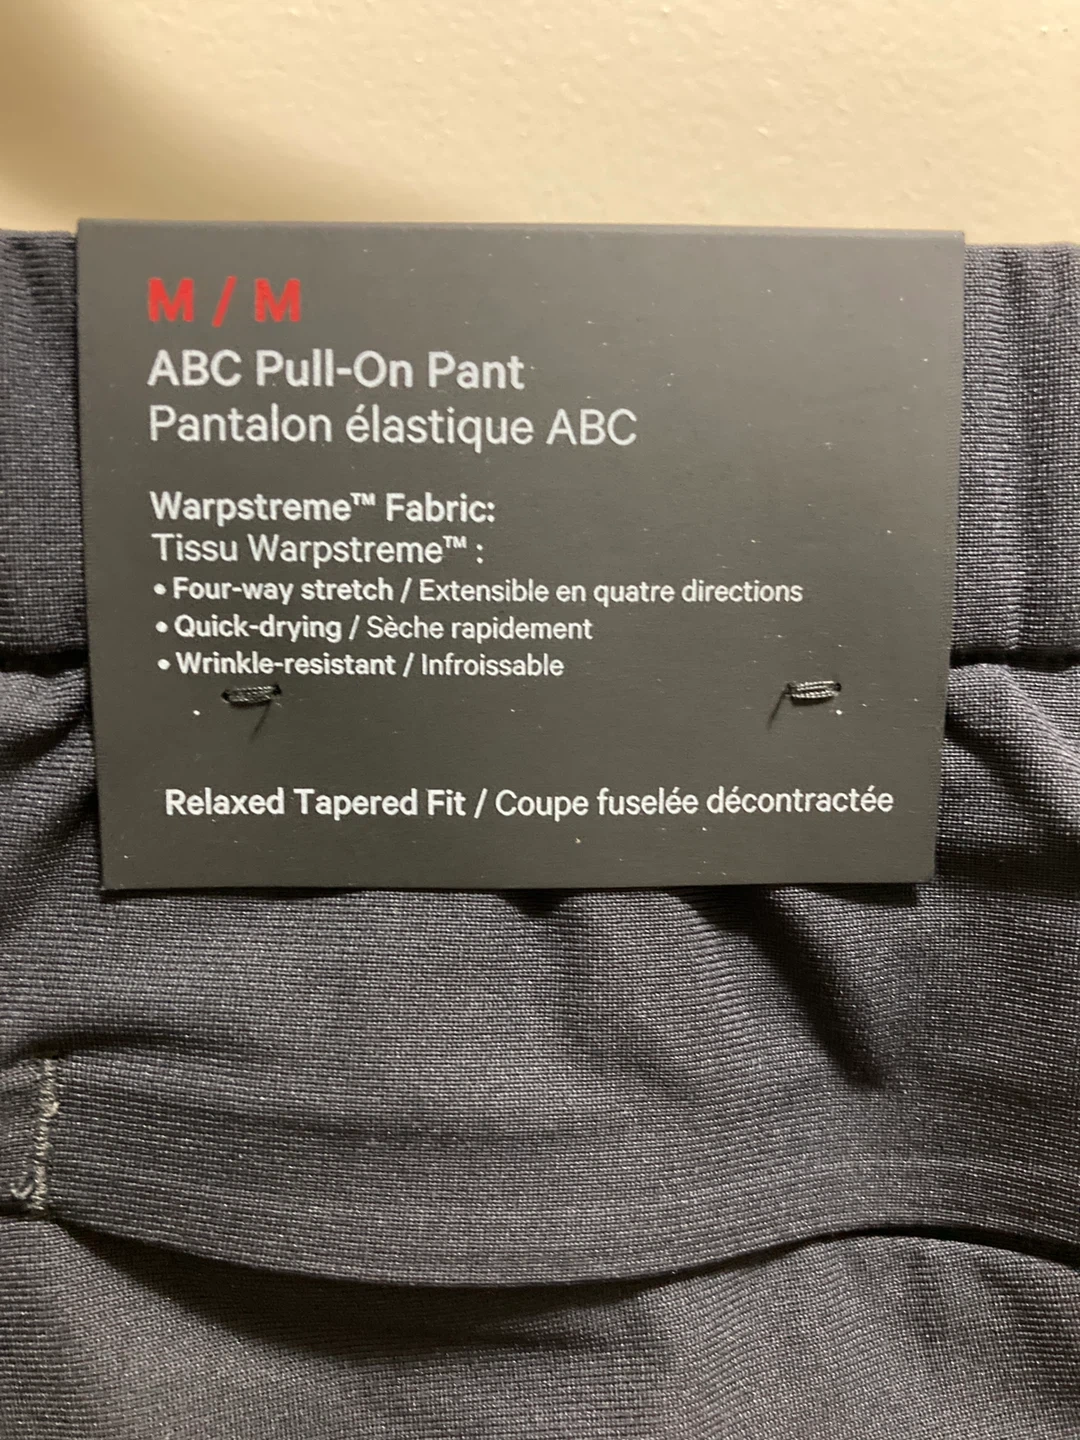 M / M
ABC Pull-On Pant
Pantalon élastique ABC
Warpstreme™ Fabric:
Tissu Warpstreme™ :
• Four-way stretch / Extensible en quatre directions
• Quick-drying / Sèche rapidement
• Wrinkle-resistant / Infroissable
Relaxed Tapered Fit / Coupe fuselée décontractée